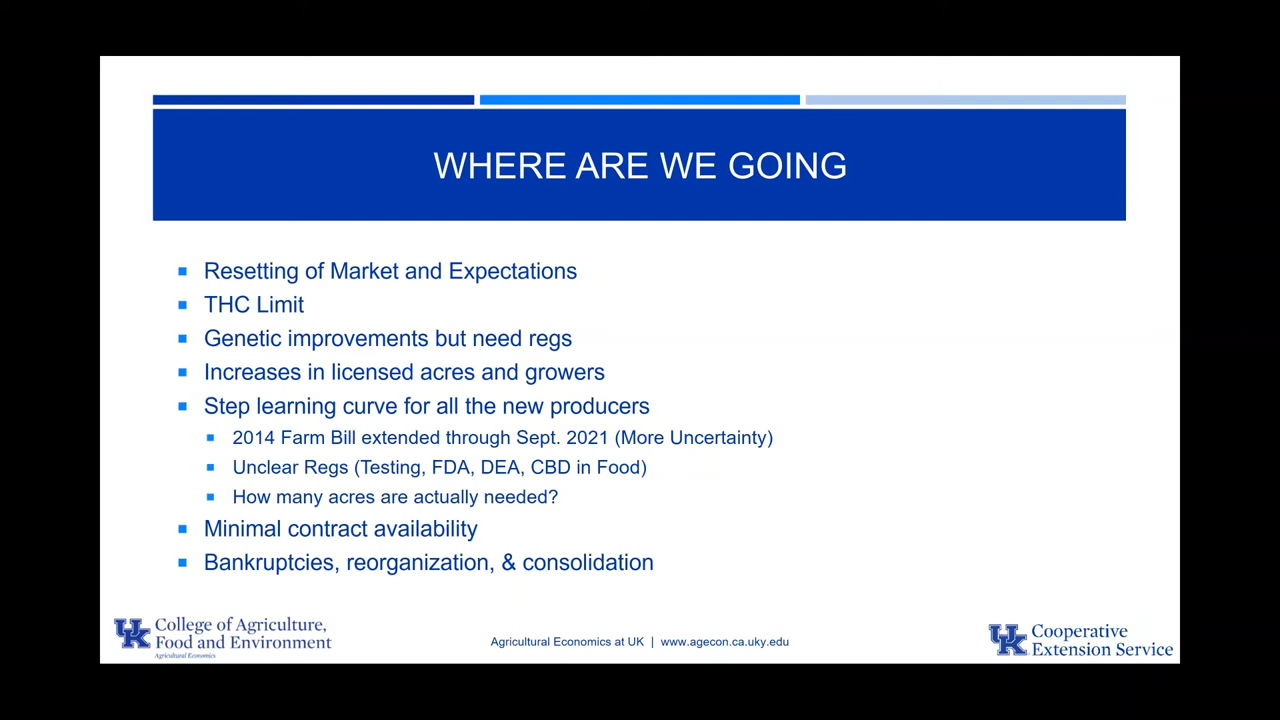 WHERE ARE WE GOING
Resetting of Market and Expectations
THC Limit
Genetic improvements but need regs
Increases in licensed acres and growers
Step learning curve for all the new producers
2014 Farm Bill extended through Sept. 2021 (More Uncertainty)
Unclear Regs (Testing, FDA, DEA, CBD in Food)
How many acres are actually needed?
Minimal contract availability
Bankruptcies, reorganization, & consolidation
UK College of Agriculture,
Food and Environment
Agricultural Economics
Agricultural Economics at UK | www.agecon.ca.uky.edu
UK Cooperative
Extension Service